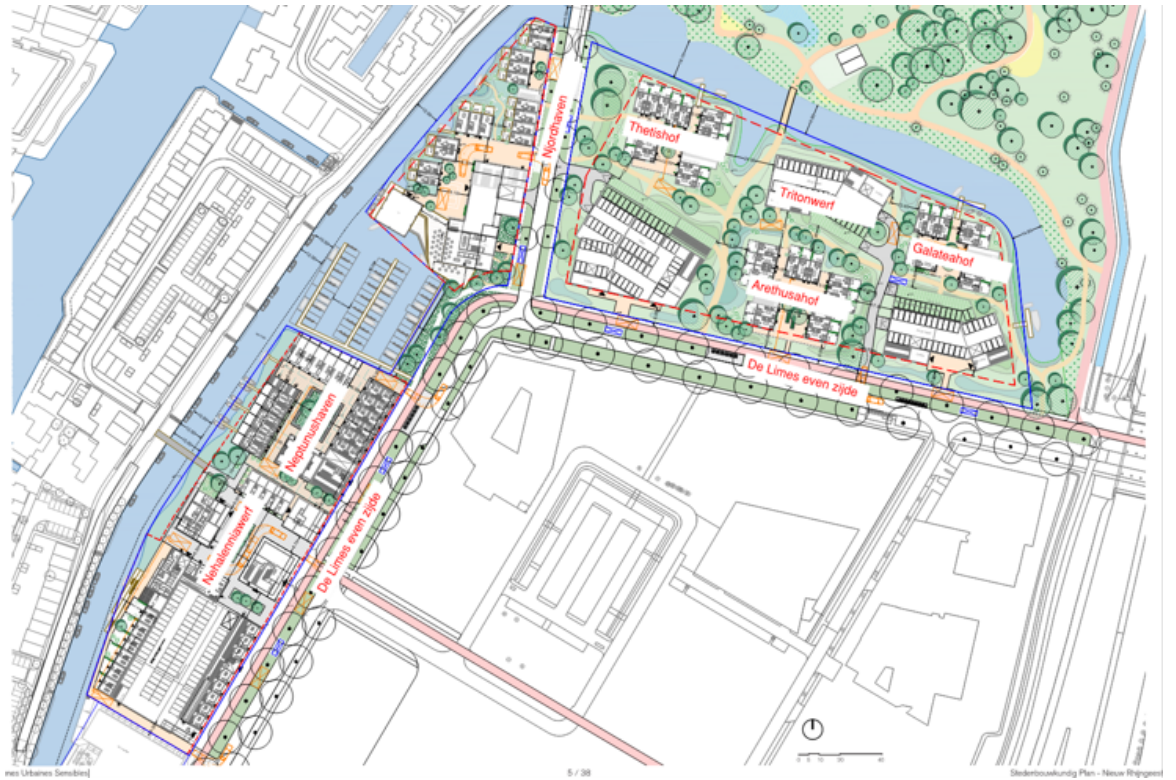 Njordhaven
Thetishof
Tritonwerf
Galateahof
Arethusahof
De Limes even zijde
Neptunushaven
Nehalenniawerf
De Limes even zijde
nes Urbaines Sensibles]
5 / 38
Stedenbouwkundig Plan - Nieuw Rhijngeest